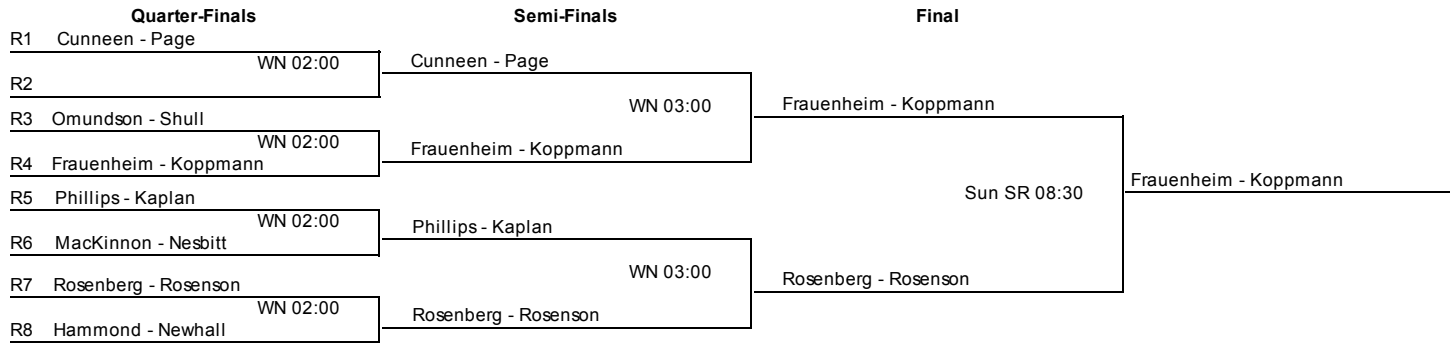 Quarter-Finals Semi-Finals Final
R1 Cunneen - Page
WN 02:00
Cunneen - Page
R2
WN 03:00
Frauenheim - Koppmann
R3 Omundson - Shull
WN 02:00
Frauenheim - Koppmann
R4 Frauenheim - Koppmann
Sun SR 08:30
Frauenheim - Koppmann
R5 Phillips - Kaplan
WN 02:00
Phillips - Kaplan
R6 MacKinnon - Nesbitt
WN 03:00
Rosenberg - Rosenson
R7 Rosenberg - Rosenson
WN 02:00
Rosenberg - Rosenson
R8 Hammond - Newhall